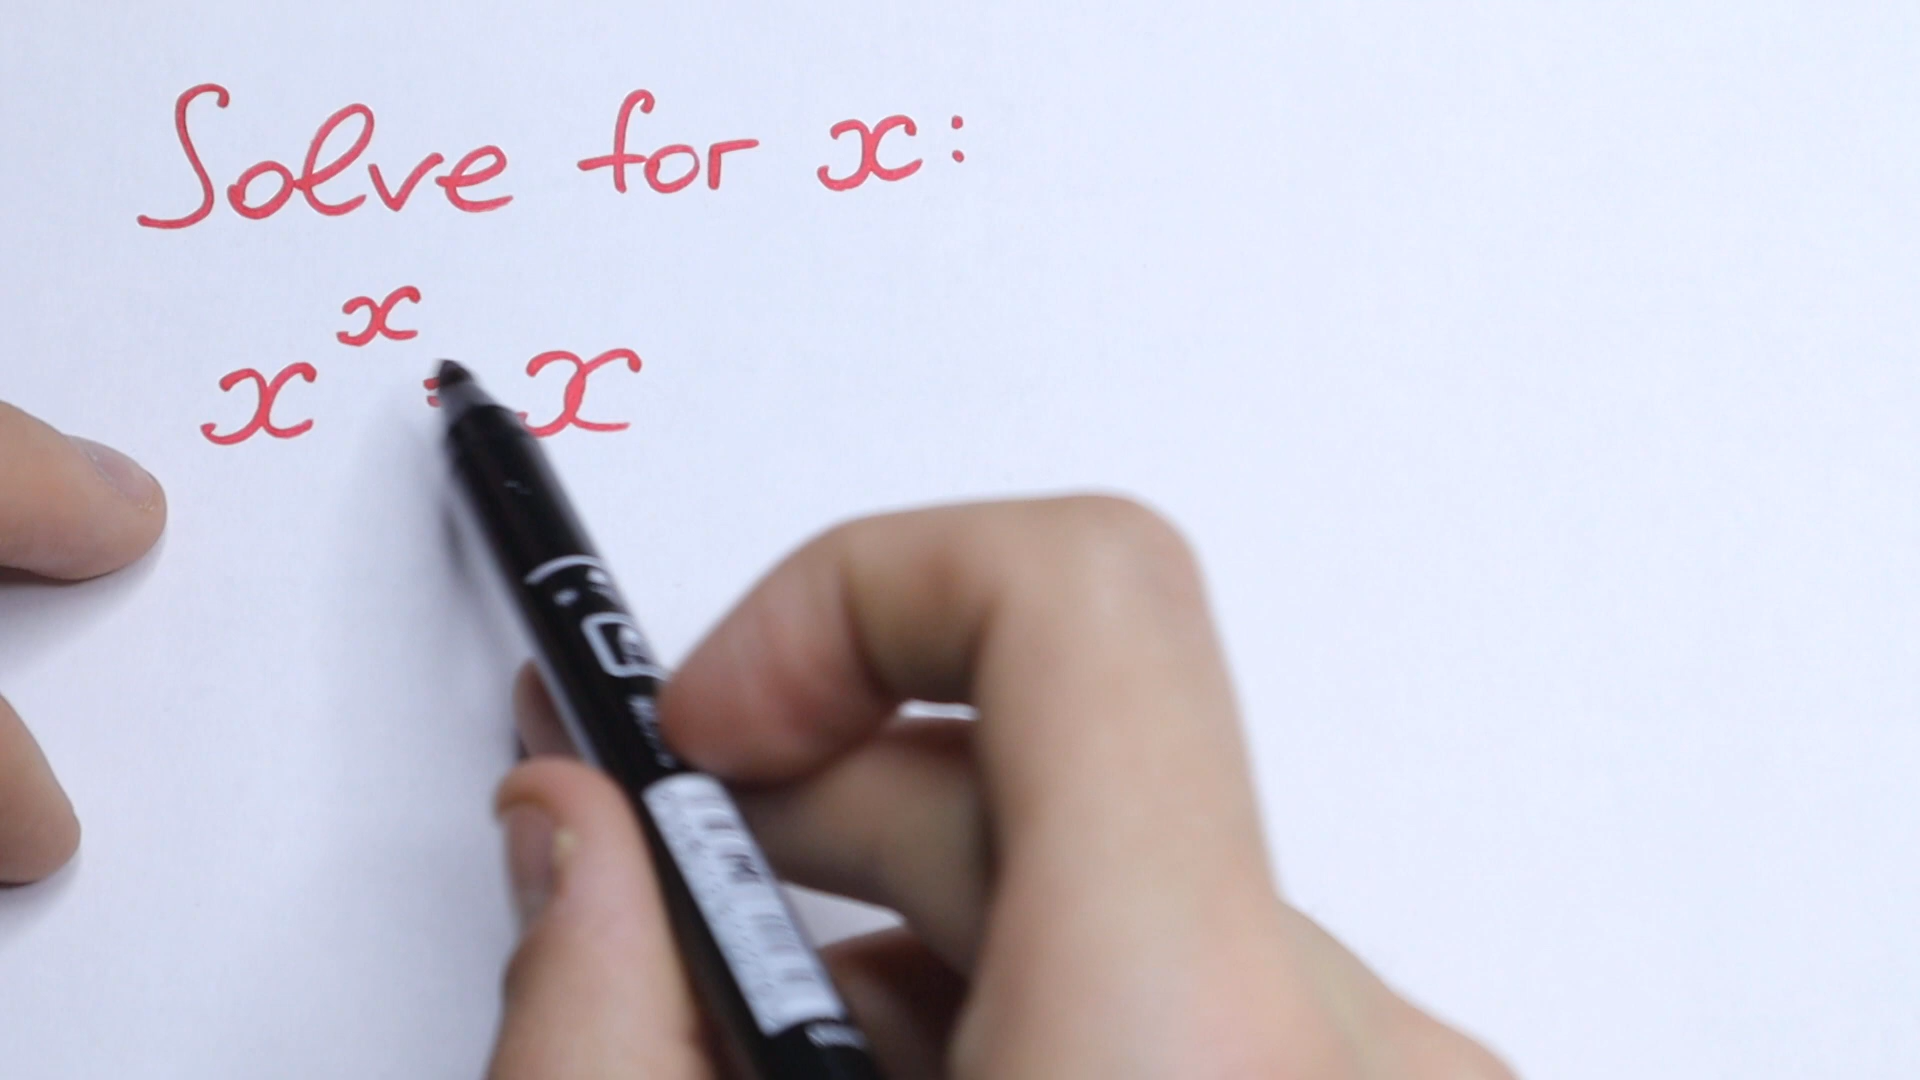 Solve for x:
x^x = x